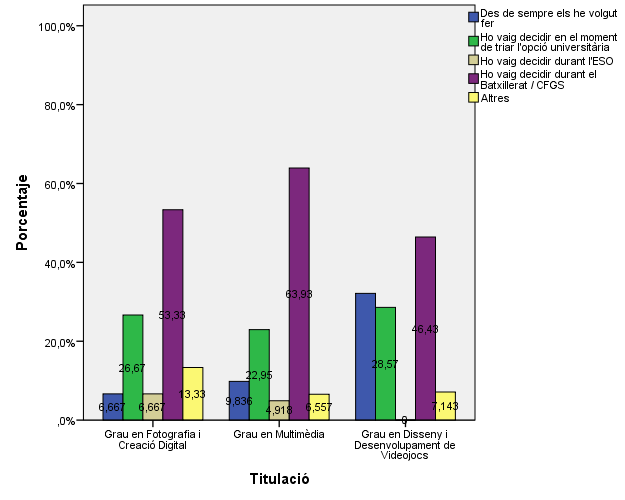 Des de sempre els he volgut
fer
Ho vaig decidir en el moment
de triar l'opció universitària
Ho vaig decidir durant l'ESO
Ho vaig decidir durant el
Batxillerat / CFGS
Altres
Porcentaje
100,0%
80,0%
60,0%
40,0%
20,0%
,0%
6,667
26,67
6,667
53,33
13,33
9,836
22,95
4,918
63,93
6,557
28,57
0
46,43
7,143
Grau en Fotografia i
Creació Digital
Grau en Multimèdia
Grau en Disseny i
Desenvolupament de
Videojocs
Titulació